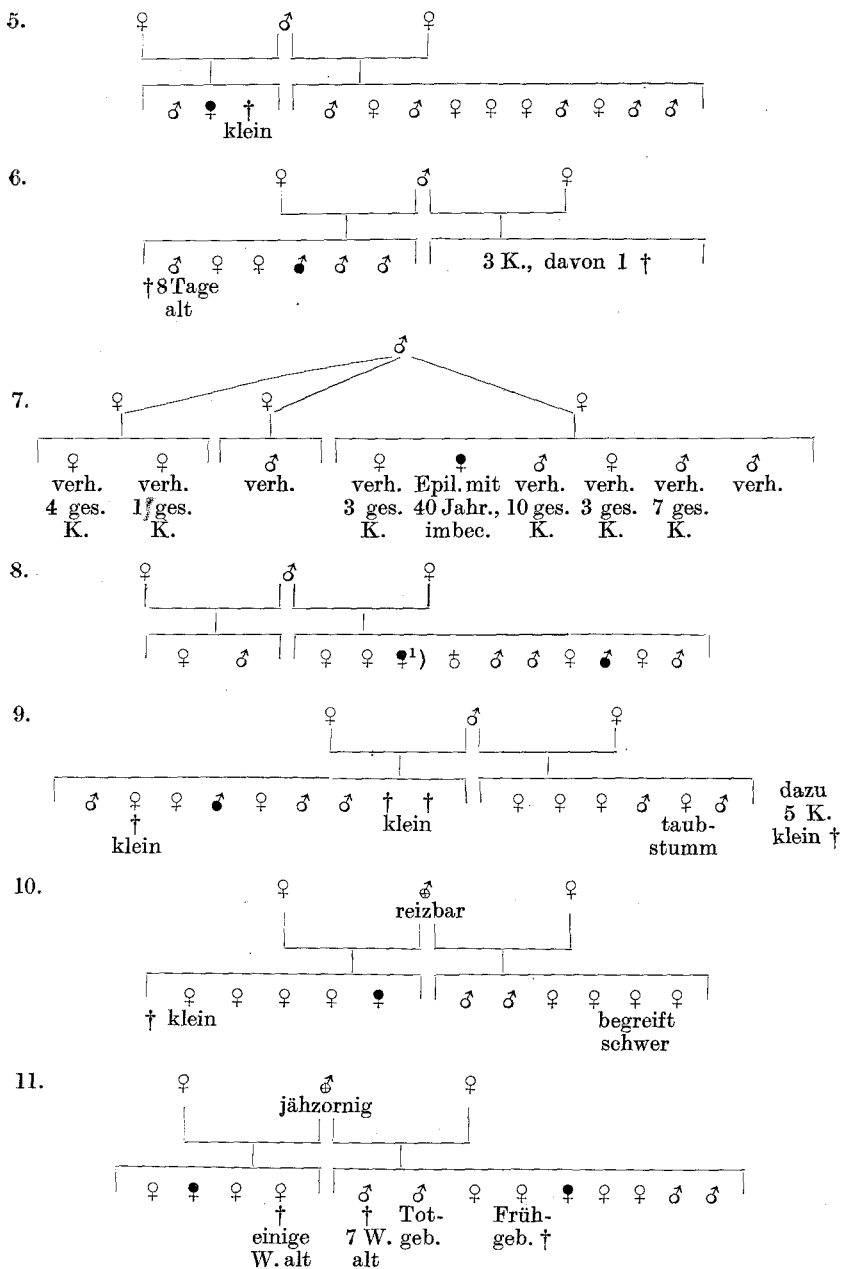 5. ♀ ♂ ♀
♂ ♀ † ♂ ♀ ♂ ♀ ♀ ♀ ♂ ♀ ♂ ♂
klein
6. ♀ ♂ ♀
♂ ♀ ♀ ♂ ♂ ♂ 3 K., davon 1 †
†8 Tage
alt
♂
7. ♀ ♀ ♀
♀ ♀ ♂ ♀ ♀ ♂ ♀ ♂ ♂
verh. verh. verh. verh. Epil. mit verh. verh. verh. verh.
4 ges. 1 ges. 3 ges. 40 Jahr., 10 ges. 3 ges. 7 ges.
K. K. K. imbec. K. K. K.
8. ♀ ♂ ♀
♀ ♂ ♀ ♀ ♀¹) ♁ ♂ ♂ ♀ ♂ ♀ ♂
9. ♀ ♂ ♀
♂ ♀ ♀ ♂ ♀ ♂ ♂ † † ♀ ♀ ♀ ♂ ♀ ♂ dazu
† klein taub- 5 K.
klein stumm klein †
10. ♀ ♂ ♀
reizbar
♀ ♀ ♀ ♀ ♀ ♂ ♂ ♀ ♀ ♀ ♀
† klein begreift
schwer
11. ♀ ♂ ♀
jähzornig
♀ ♀ ♀ ♀ ♂ ♂ ♀ ♀ ♀ ♀ ♀ ♂ ♂
† † Tot- Früh-
einige 7 W. geb. geb. †
W. alt alt